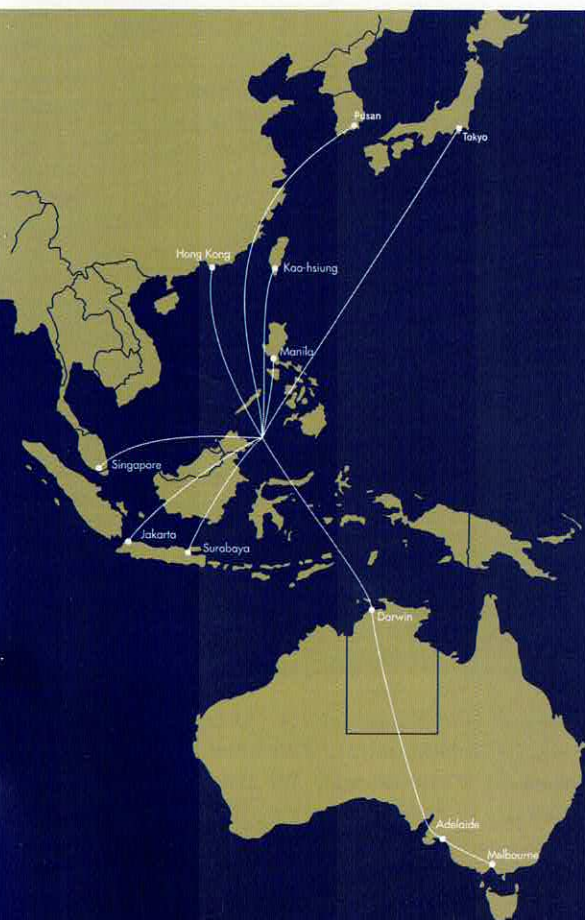 Pusan
Tokyo
Hong Kong
Kao-hsiung
Manila
Singapore
Jakarta
Surabaya
Darwin
Adelaide
Melbourne